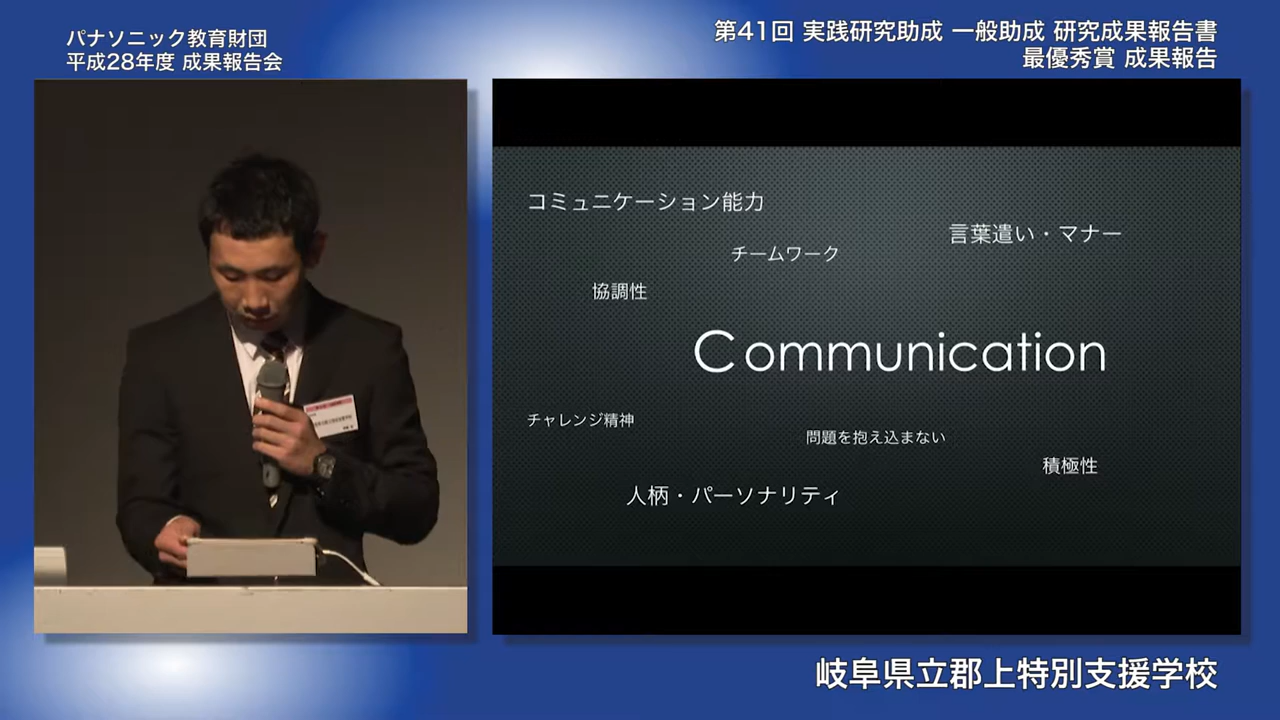 パナソニック教育財団
平成28年度 成果報告会
第41回 実践研究助成 一般助成 研究成果報告書
最優秀賞 成果報告
コミュニケーション能力
言葉遣い・マナー
チームワーク
協調性
Communication
チャレンジ精神
問題を抱え込まない
積極性
人柄・パーソナリティ
岐阜県立郡上特別支援学校